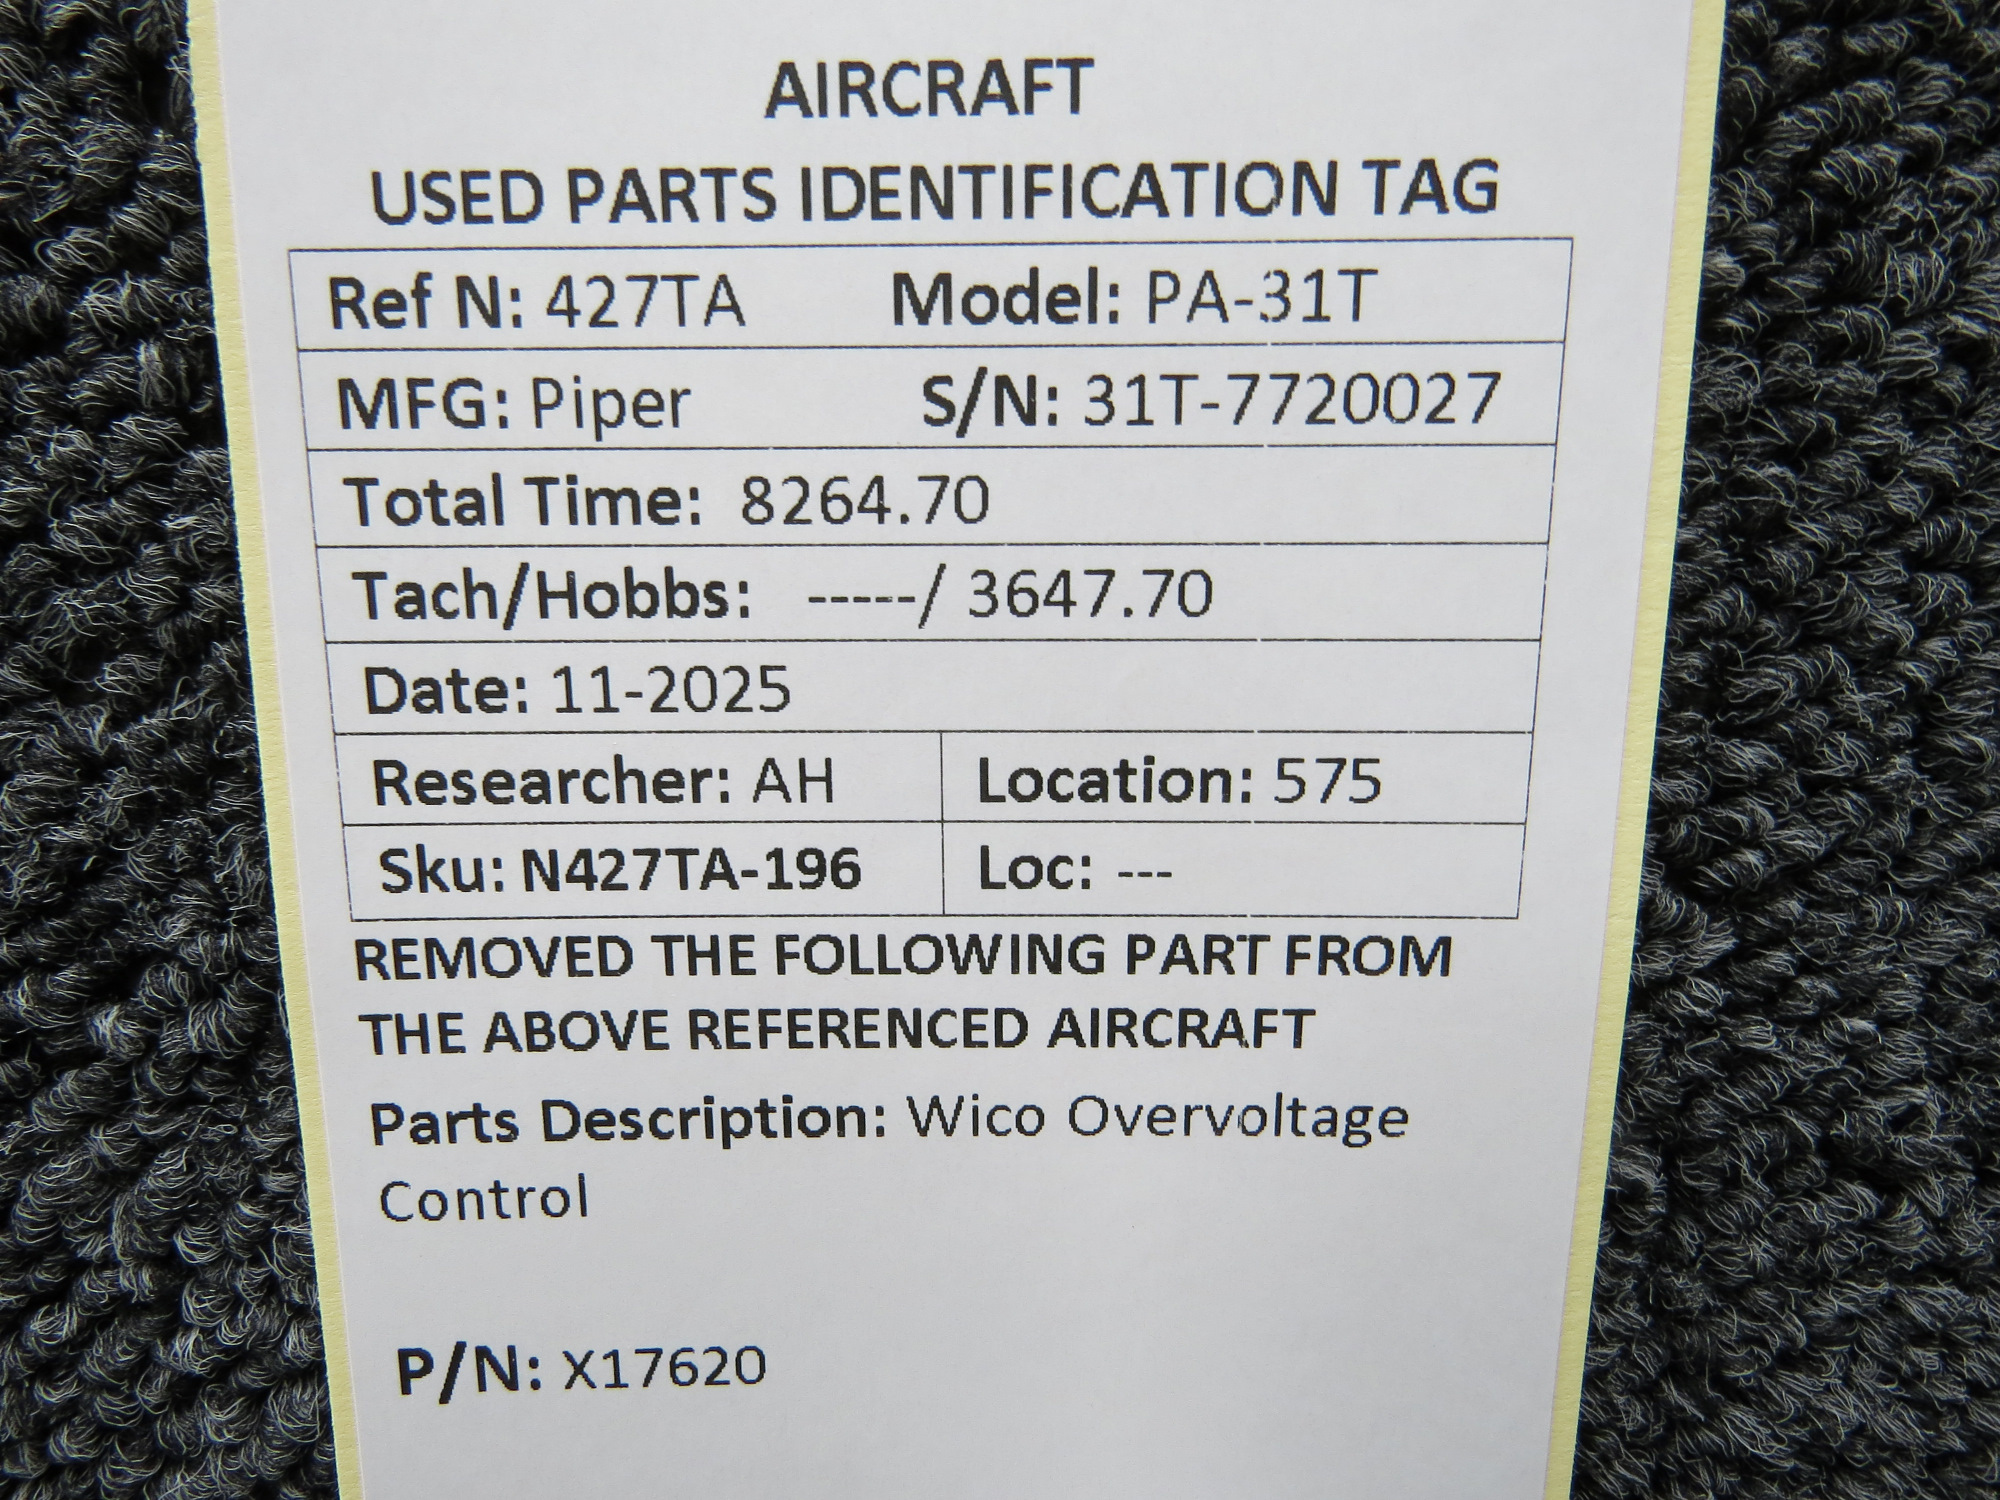 AIRCRAFT
USED PARTS IDENTIFICATION TAG
Ref N: 427TA Model: PA-31T
MFG: Piper S/N: 31T-7720027
Total Time: 8264.70
Tach/Hobbs: -----/ 3647.70
Date: 11-2025
Researcher: AH Location: 575
Sku: N427TA-196 Loc: ---
REMOVED THE FOLLOWING PART FROM
THE ABOVE REFERENCED AIRCRAFT
Parts Description: Wico Overvoltage
Control
P/N: X17620